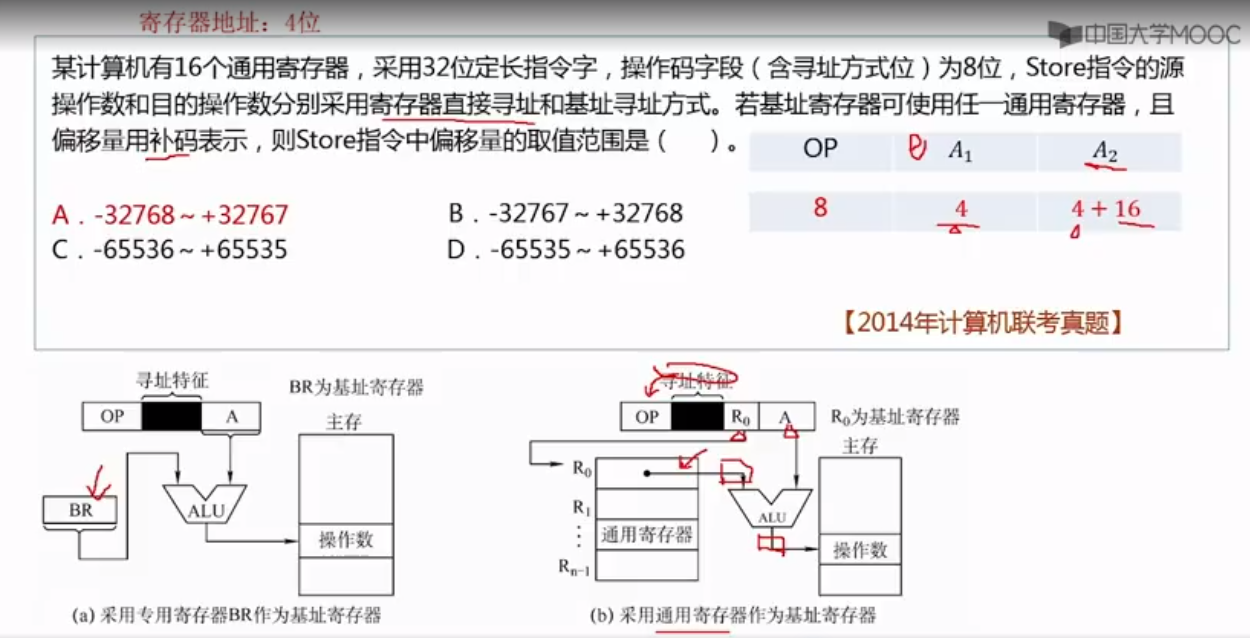 寄存器地址：4位
中国大学MOOC
某计算机有16个通用寄存器，采用32位定长指令字，操作码字段（含寻址方式位）为8位，Store指令的源
操作数和目的操作数分别采用寄存器直接寻址和基址寻址方式。若基址寄存器可使用任一通用寄存器，且
偏移量用补码表示，则Store指令中偏移量的取值范围是（　　）。
OP A₁ A₂
8 4 4 + 16
A．-32768～+32767 B．-32767～+32768
C．-65536～+65535 D．-65535～+65536
【2014年计算机联考真题】
寻址特征
BR为基址寄存器
OP A
主存
BR
ALU
操作数
(a) 采用专用寄存器BR作为基址寄存器
寻址特征
OP R₀ A
R₀为基址寄存器
主存
R₀
R₁
⋮
通用寄存器
Rₙ₋₁
ALU
操作数
(b) 采用通用寄存器作为基址寄存器